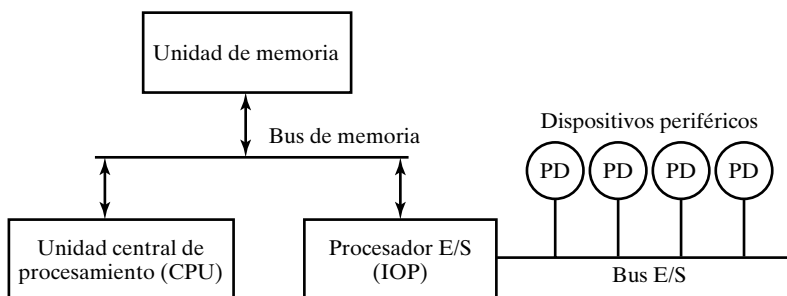 Unidad de memoria
Bus de memoria
Dispositivos periféricos
PD PD PD PD
Unidad central de
procesamiento (CPU)
Procesador E/S
(IOP)
Bus E/S